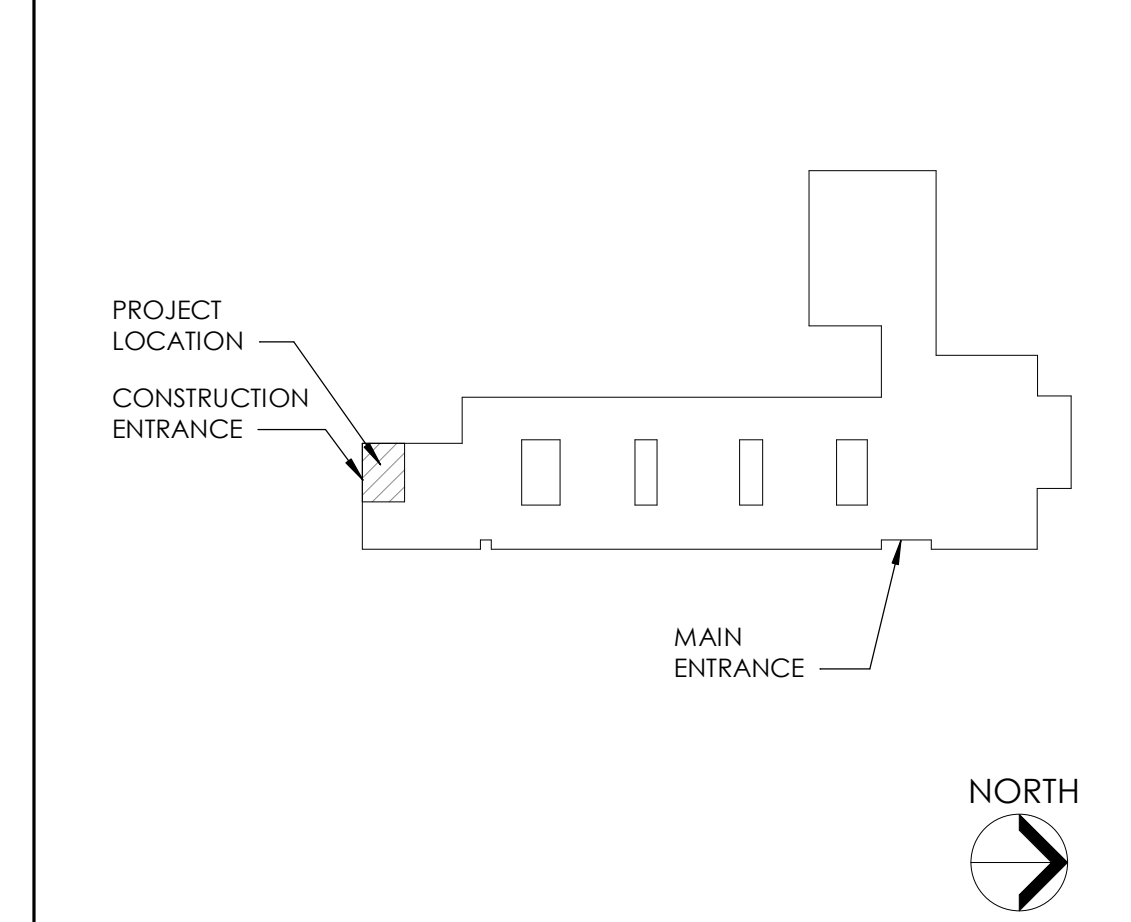 PROJECT
LOCATION
CONSTRUCTION
ENTRANCE
MAIN
ENTRANCE
NORTH